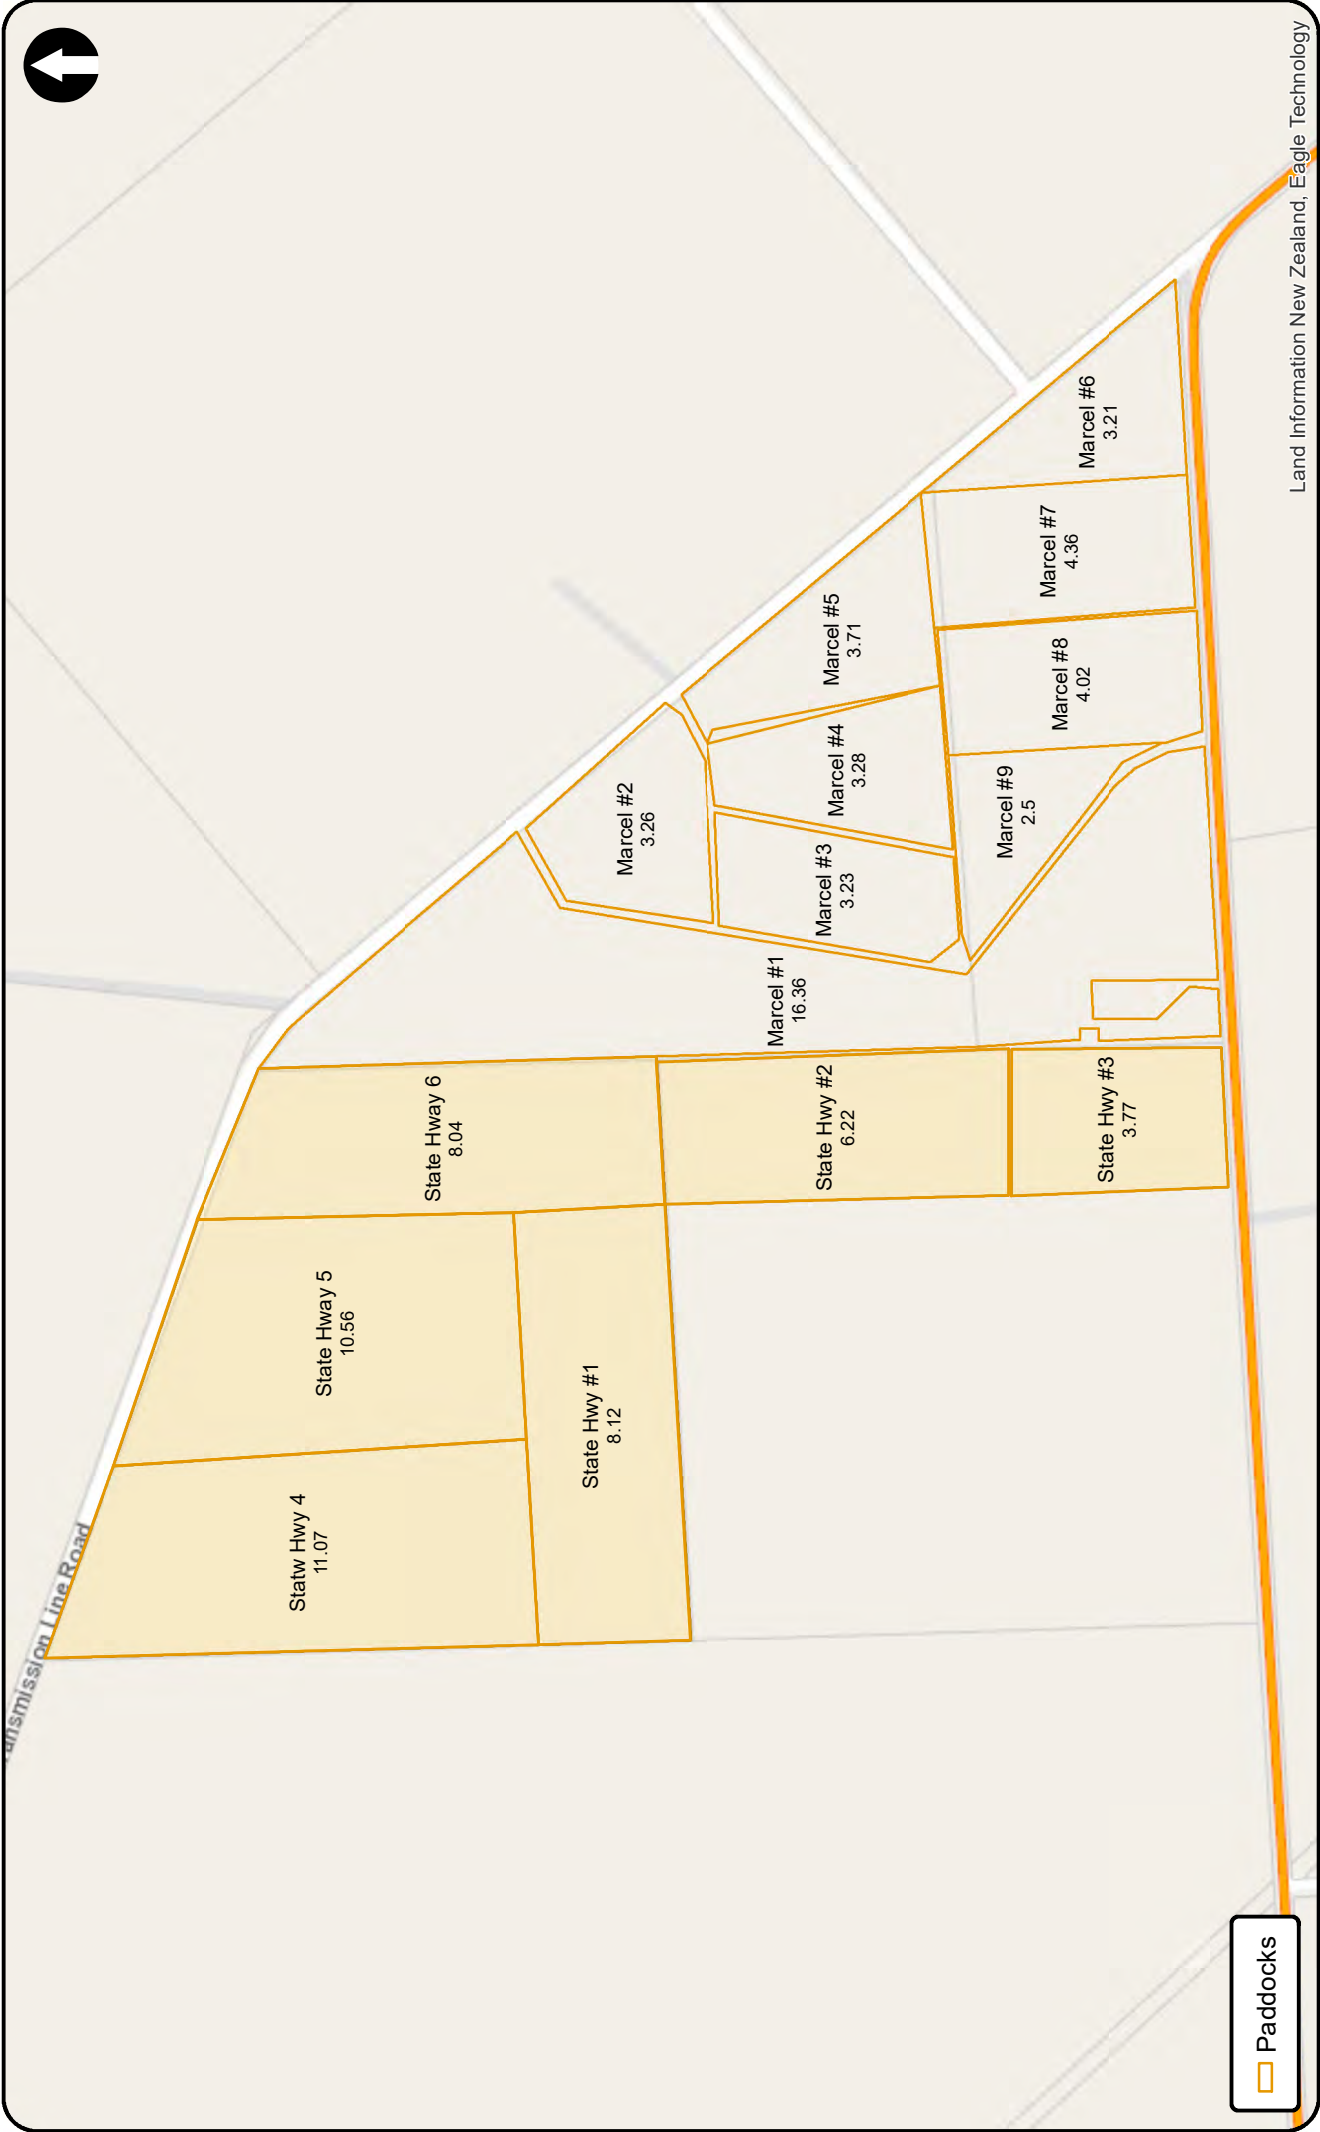 ansmission Line Road
Statw Hwy 4
11.07
State Hway 5
10.56
State Hway 6
8.04
State Hwy #1
8.12
State Hwy #2
6.22
State Hwy #3
3.77
Marcel #1
16.36
Marcel #2
3.26
Marcel #3
3.23
Marcel #4
3.28
Marcel #5
3.71
Marcel #9
2.5
Marcel #8
4.02
Marcel #7
4.36
Marcel #6
3.21
Paddocks
Land Information New Zealand, Eagle Technology